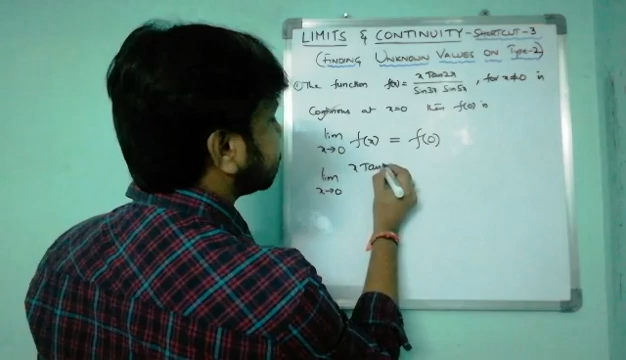 LIMITS & CONTINUITY - SHORTCUT-3
(FINDING UNKNOWN VALUES ON TYPE-2)
① The function f(x) = x Tan2x / Sin3x Sin5x , for x≠0 is
Continuous at x=0 then f(0) is
lim x→0 f(x) = f(0)
lim x→0 x Tan